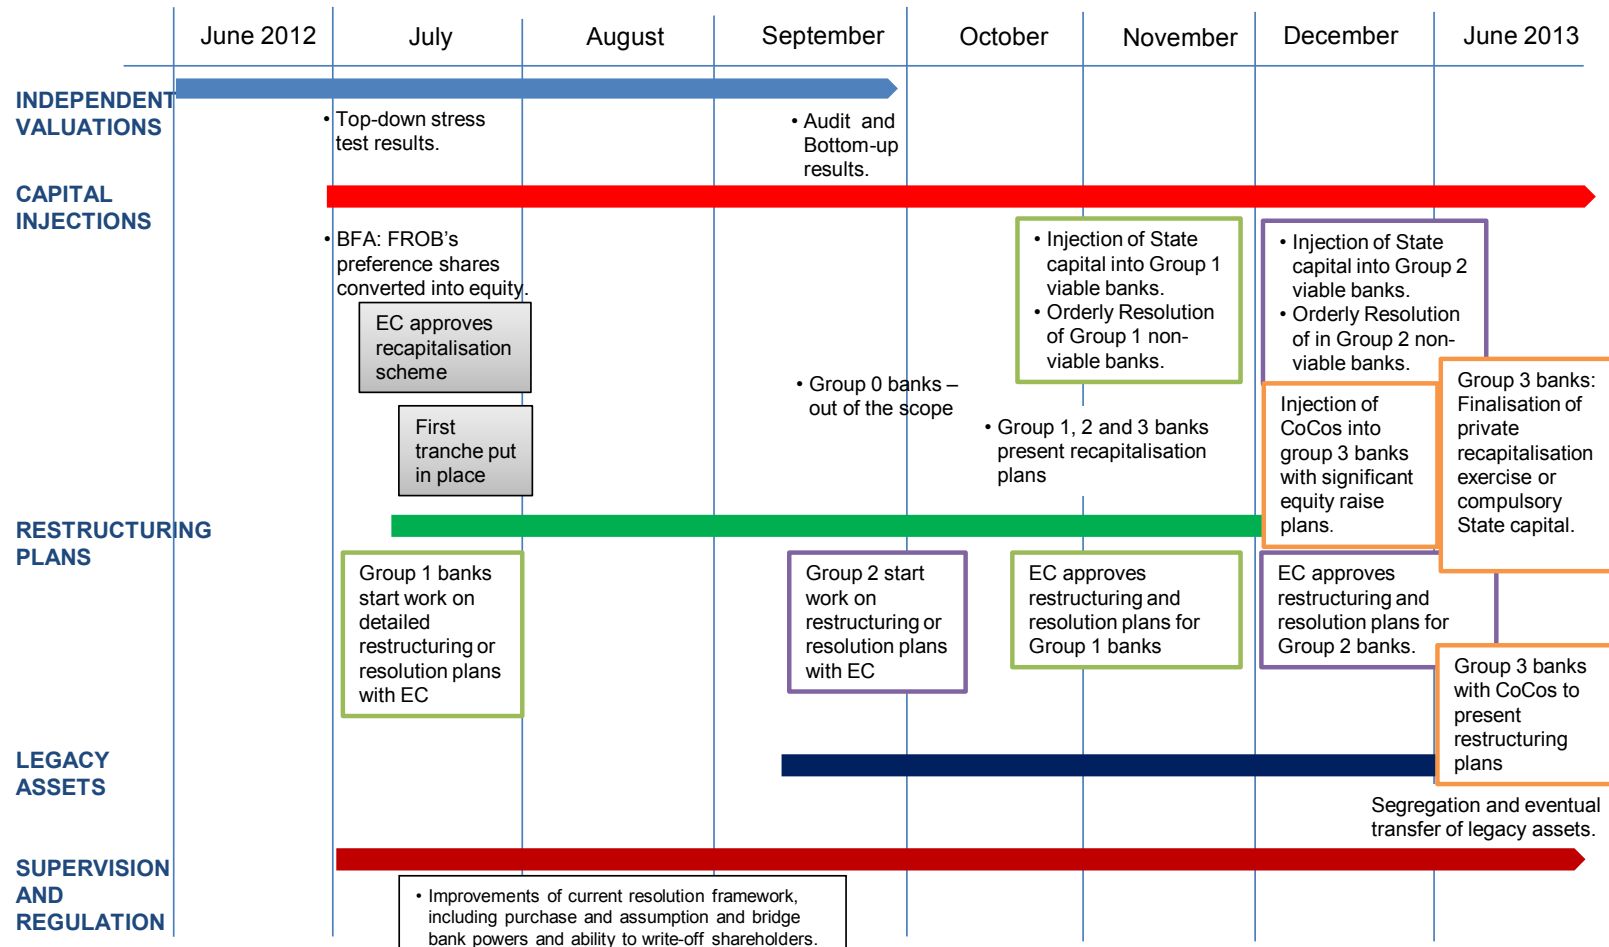 June 2012
July
August
September
October
November
December
June 2013
INDEPENDENT
VALUATIONS
• Top-down stress
test results.
• Audit and
Bottom-up
results.
CAPITAL
INJECTIONS
• BFA: FROB's
preference shares
converted into equity.
EC approves
recapitalisation
scheme
First
tranche put
in place
• Group 0 banks –
out of the scope
• Group 1, 2 and 3 banks
present recapitalisation
plans
• Injection of State
capital into Group 1
viable banks.
• Orderly Resolution
of Group 1 non-
viable banks.
• Injection of State
capital into Group 2
viable banks.
• Orderly Resolution
of in Group 2 non-
viable banks.
Injection of
CoCos into
group 3 banks
with significant
equity raise
plans.
Group 3 banks:
Finalisation of
private
recapitalisation
exercise or
compulsory
State capital.
RESTRUCTURING
PLANS
Group 1 banks
start work on
detailed
restructuring or
resolution plans
with EC
Group 2 start
work on
restructuring or
resolution plans
with EC
EC approves
restructuring and
resolution plans for
Group 1 banks
EC approves
restructuring and
resolution plans for
Group 2 banks.
Group 3 banks
with CoCos to
present
restructuring
plans
LEGACY
ASSETS
Segregation and eventual
transfer of legacy assets.
SUPERVISION
AND
REGULATION
• Improvements of current resolution framework,
including purchase and assumption and bridge
bank powers and ability to write-off shareholders.